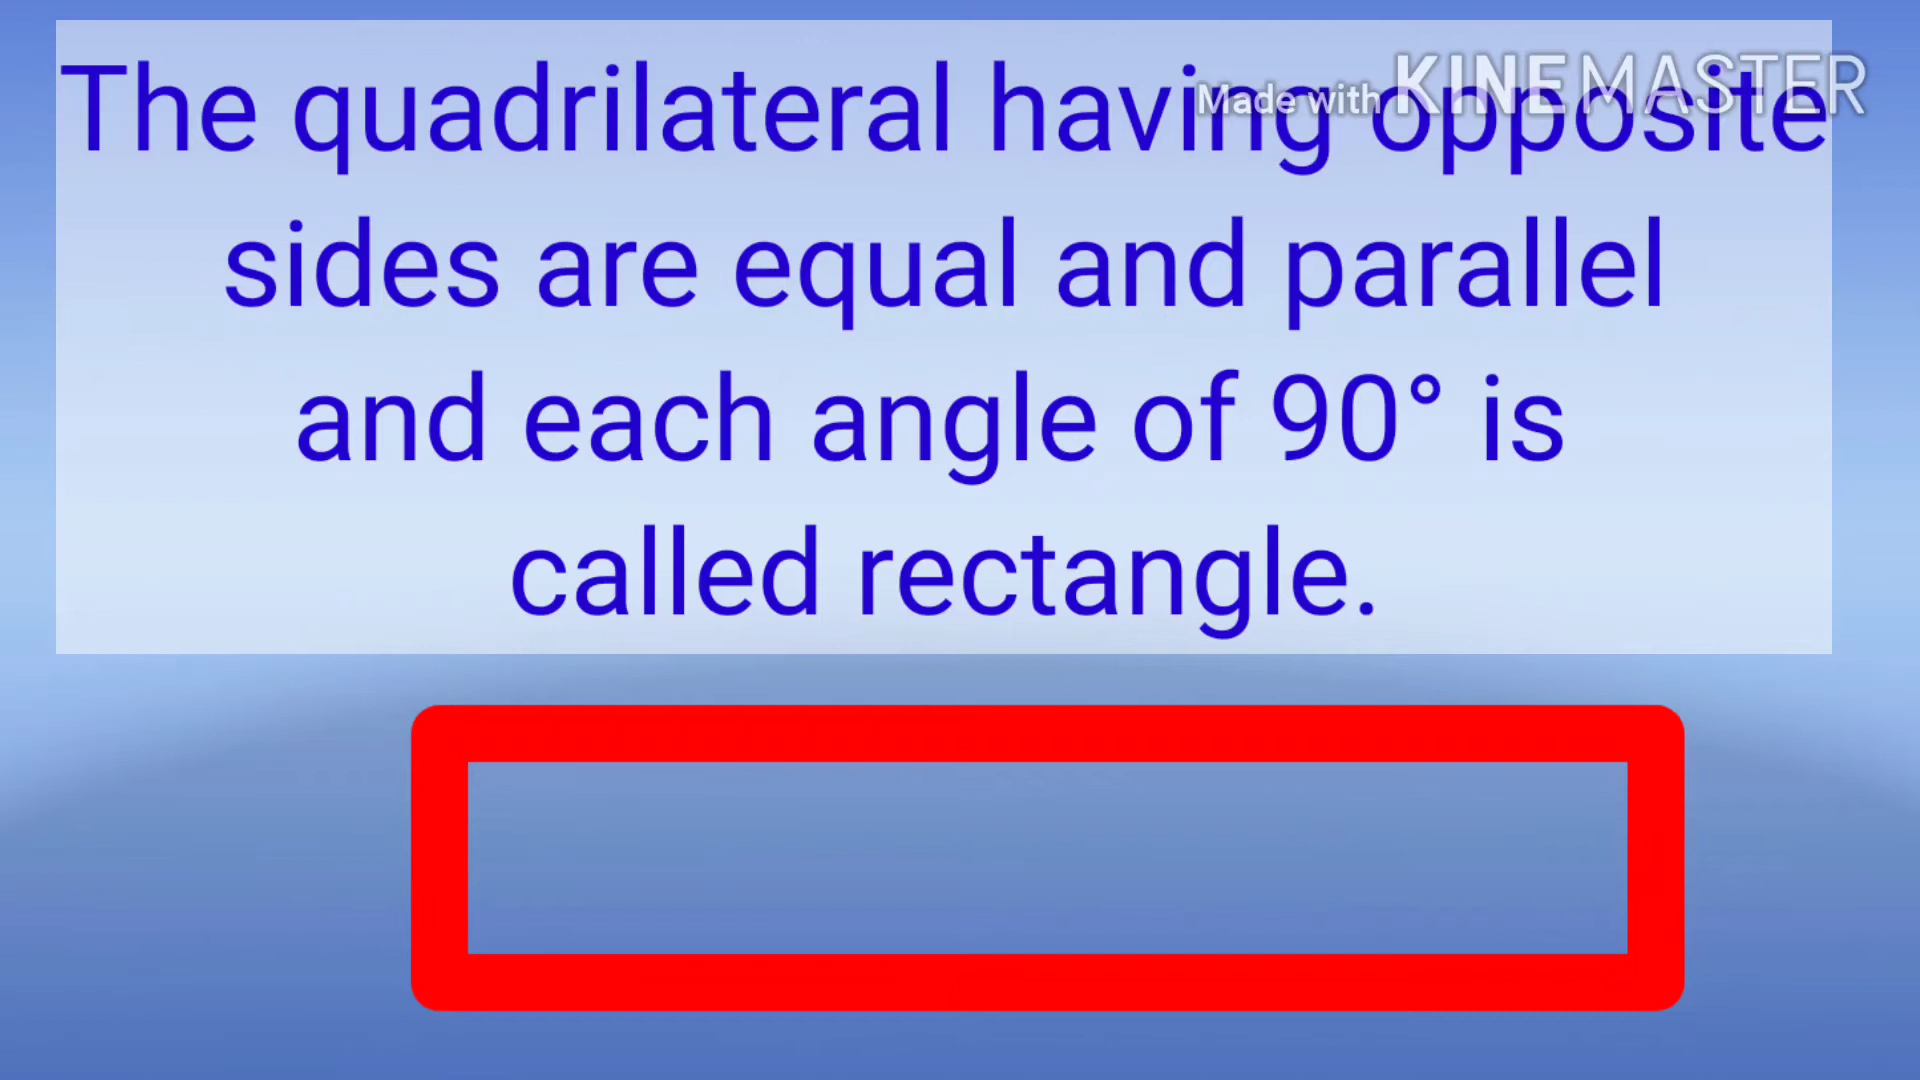 The quadrilateral having opposite
Made with KINEMASTER
sides are equal and parallel
and each angle of 90° is
called rectangle.